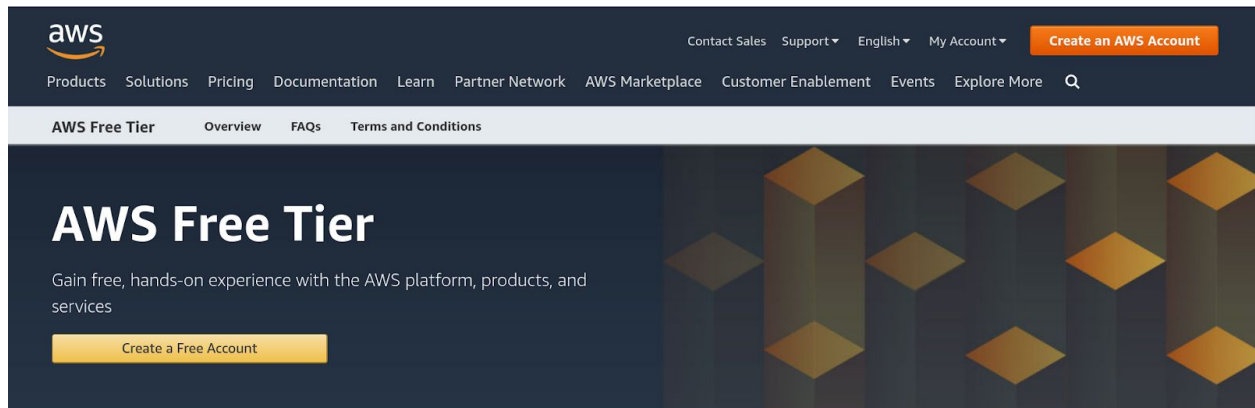 aws
Contact Sales Support English My Account Create an AWS Account
Products Solutions Pricing Documentation Learn Partner Network AWS Marketplace Customer Enablement Events Explore More
AWS Free Tier Overview FAQs Terms and Conditions
AWS Free Tier
Gain free, hands-on experience with the AWS platform, products, and
services
Create a Free Account